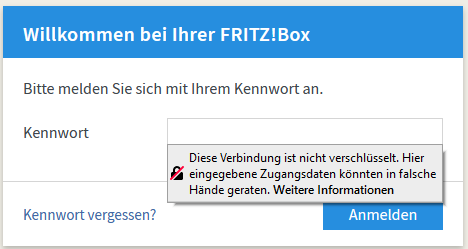 Willkommen bei Ihrer FRITZ!Box
Bitte melden Sie sich mit Ihrem Kennwort an.
Kennwort
Diese Verbindung ist nicht verschlüsselt. Hier
eingegebene Zugangsdaten könnten in falsche
Hände geraten. Weitere Informationen
Kennwort vergessen?
Anmelden